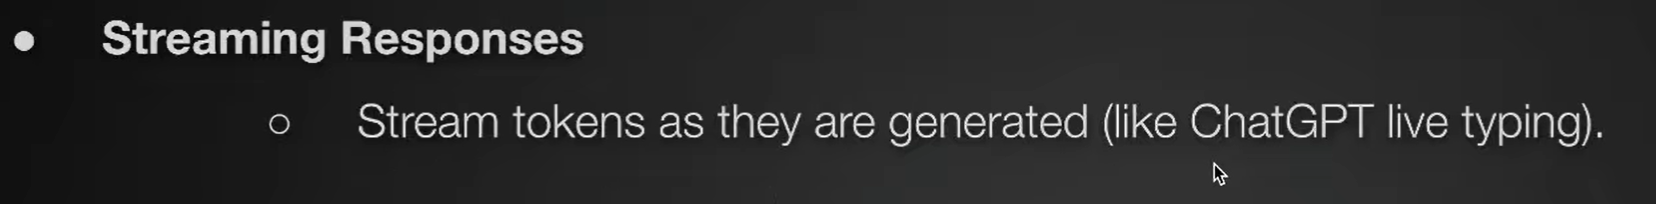 ● Streaming Responses
○ Stream tokens as they are generated (like ChatGPT live typing).